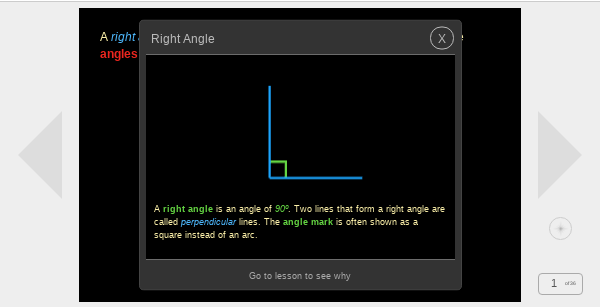 A right
e
angles
Right Angle
X
A right angle is an angle of 90º. Two lines that form a right angle are
called perpendicular lines. The angle mark is often shown as a
square instead of an arc.
Go to lesson to see why
1 of 36